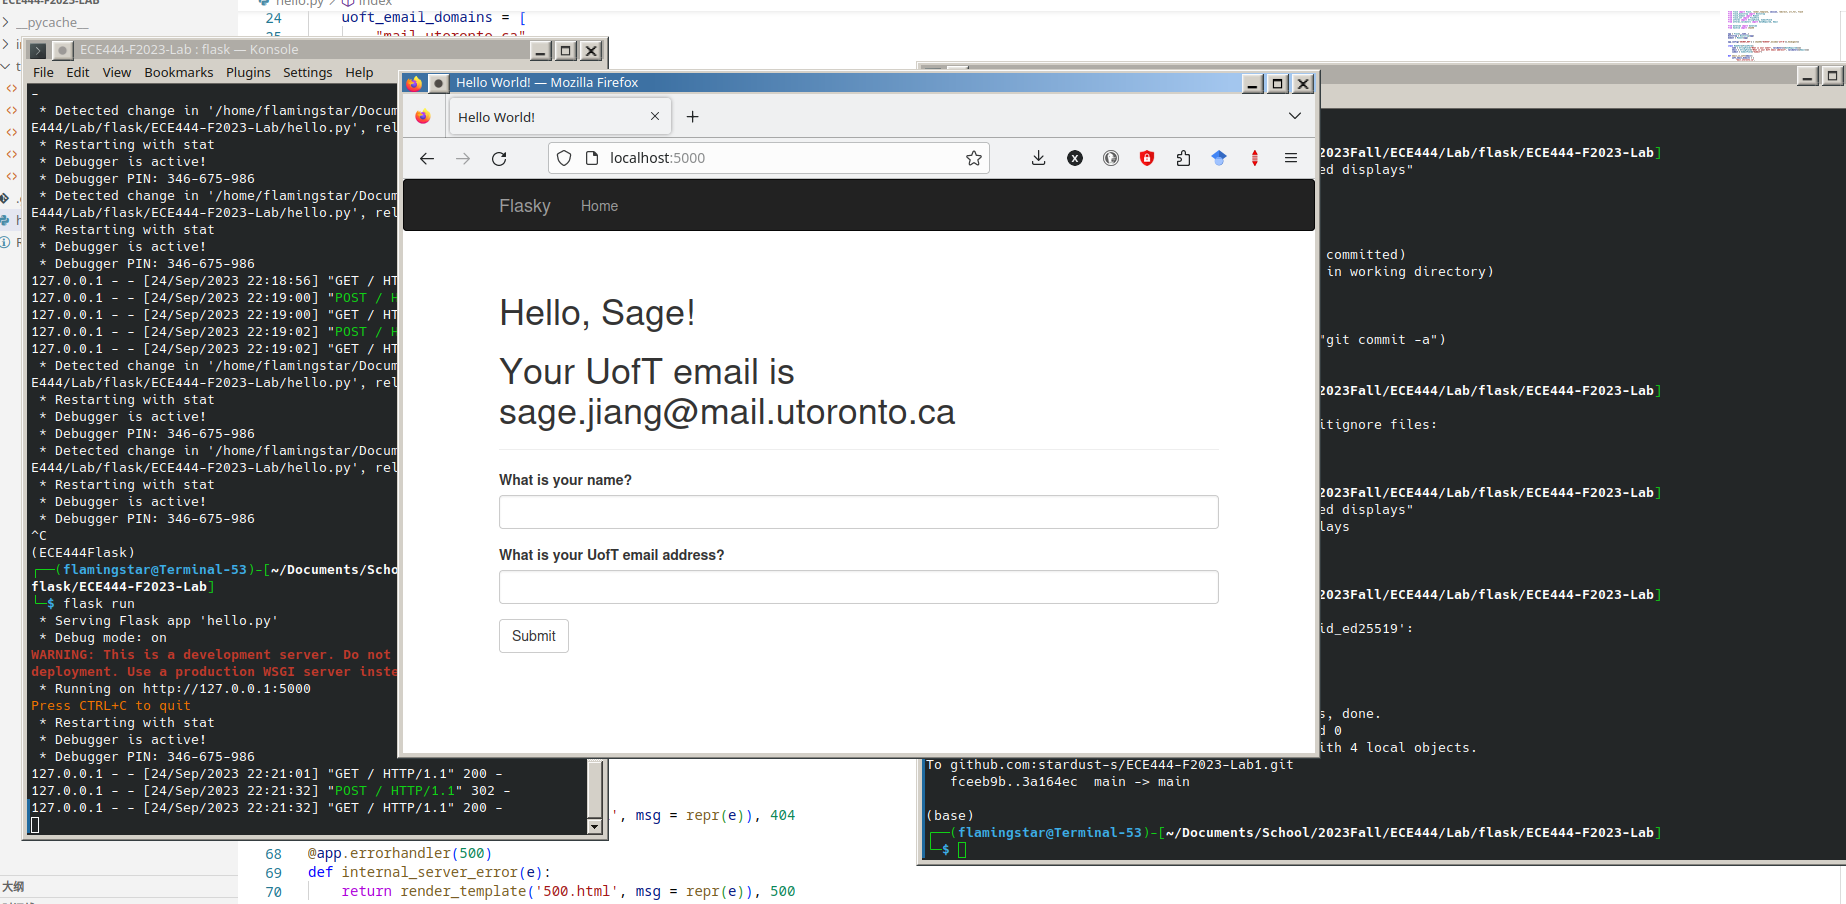 ECE444-F2023-LAB
__pycache__
hello.py > index
24 uoft_email_domains = [
25 "mail.utoronto.ca"
ECE444-F2023-Lab : flask — Konsole
File Edit View Bookmarks Plugins Settings Help
 * Detected change in '/home/flamingstar/Docum
E444/Lab/flask/ECE444-F2023-Lab/hello.py', rel
 * Restarting with stat
 * Debugger is active!
 * Debugger PIN: 346-675-986
 * Detected change in '/home/flamingstar/Docum
E444/Lab/flask/ECE444-F2023-Lab/hello.py', rel
 * Restarting with stat
 * Debugger is active!
 * Debugger PIN: 346-675-986
127.0.0.1 - - [24/Sep/2023 22:18:56] "GET / HT
127.0.0.1 - - [24/Sep/2023 22:19:00] "POST / H
127.0.0.1 - - [24/Sep/2023 22:19:00] "GET / HT
127.0.0.1 - - [24/Sep/2023 22:19:02] "POST / H
127.0.0.1 - - [24/Sep/2023 22:19:02] "GET / HT
 * Detected change in '/home/flamingstar/Docum
E444/Lab/flask/ECE444-F2023-Lab/hello.py', rel
 * Restarting with stat
 * Debugger is active!
 * Debugger PIN: 346-675-986
 * Detected change in '/home/flamingstar/Docum
E444/Lab/flask/ECE444-F2023-Lab/hello.py', rel
 * Restarting with stat
 * Debugger is active!
 * Debugger PIN: 346-675-986
^C
(ECE444Flask)
(flamingstar@Terminal-53)-[~/Documents/Scho
flask/ECE444-F2023-Lab]
$ flask run
 * Serving Flask app 'hello.py'
 * Debug mode: on
WARNING: This is a development server. Do not
deployment. Use a production WSGI server inste
 * Running on http://127.0.0.1:5000
Press CTRL+C to quit
 * Restarting with stat
 * Debugger is active!
 * Debugger PIN: 346-675-986
127.0.0.1 - - [24/Sep/2023 22:21:01] "GET / HTTP/1.1" 200 -
127.0.0.1 - - [24/Sep/2023 22:21:32] "POST / HTTP/1.1" 302 -
127.0.0.1 - - [24/Sep/2023 22:21:32] "GET / HTTP/1.1" 200 -
Hello World! — Mozilla Firefox
Hello World!
localhost:5000
Flasky Home
Hello, Sage!
Your UofT email is
sage.jiang@mail.utoronto.ca
What is your name?
What is your UofT email address?
Submit
2023Fall/ECE444/Lab/flask/ECE444-F2023-Lab]
ed displays"
committed)
in working directory)
"git commit -a")
2023Fall/ECE444/Lab/flask/ECE444-F2023-Lab]
itignore files:
2023Fall/ECE444/Lab/flask/ECE444-F2023-Lab]
ed displays"
lays
2023Fall/ECE444/Lab/flask/ECE444-F2023-Lab]
id_ed25519':
s, done.
d 0
ith 4 local objects.
To github.com:stardust-s/ECE444-F2023-Lab1.git
fceeb9b..3a164ec main -> main
(base)
(flamingstar@Terminal-53)-[~/Documents/School/2023Fall/ECE444/Lab/flask/ECE444-F2023-Lab]
$
', msg = repr(e)), 404
68 @app.errorhandler(500)
69 def internal_server_error(e):
70 return render_template('500.html', msg = repr(e)), 500
大纲